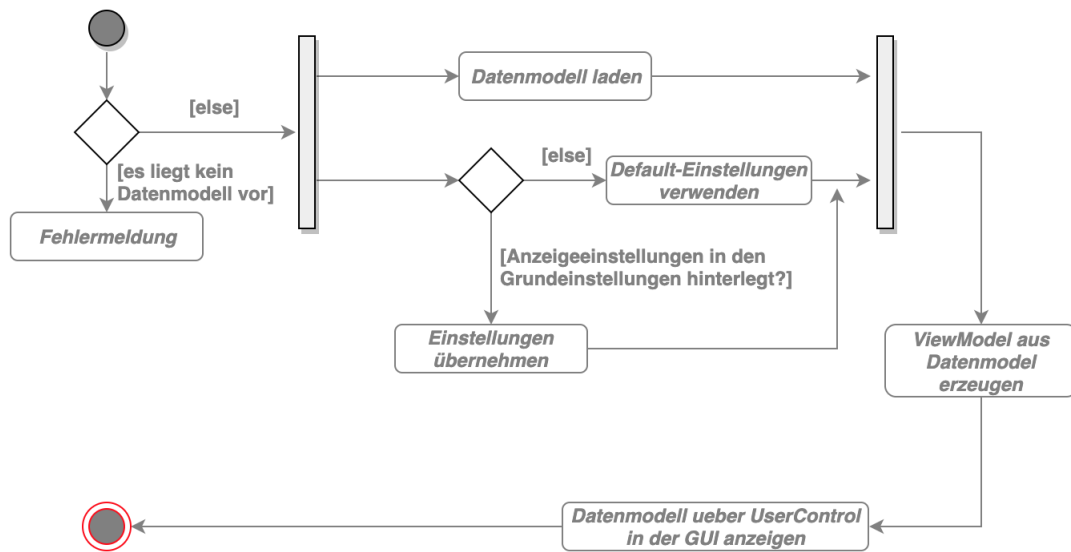 [else]
[es liegt kein
Datenmodell vor]
Fehlermeldung
Datenmodell laden
[else]
Default-Einstellungen
verwenden
[Anzeigeeinstellungen in den
Grundeinstellungen hinterlegt?]
Einstellungen
übernehmen
ViewModel aus
Datenmodel
erzeugen
Datenmodell ueber UserControl
in der GUI anzeigen